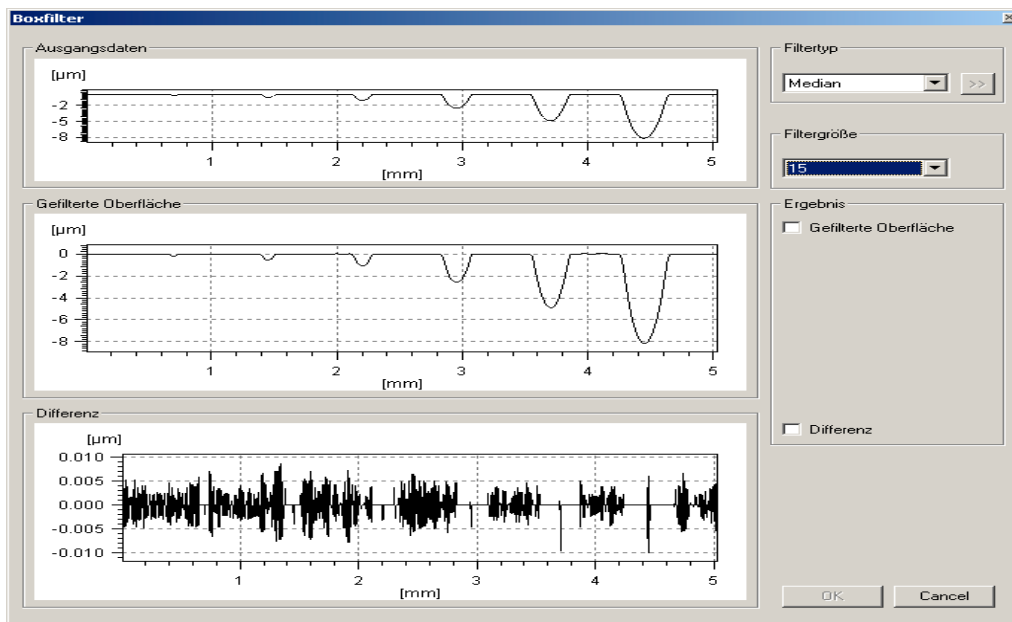 Boxfilter
Ausgangsdaten
[µm]
-2
-5
-8
1 2 3 4 5
[mm]
Gefilterte Oberfläche
[µm]
0
-2
-4
-6
-8
1 2 3 4 5
[mm]
Differenz
[µm]
0.010
0.005
0.000
-0.005
-0.010
1 2 3 4 5
[mm]
Filtertyp
Median >>
Filtergröße
15
Ergebnis
Gefilterte Oberfläche
Differenz
OK Cancel